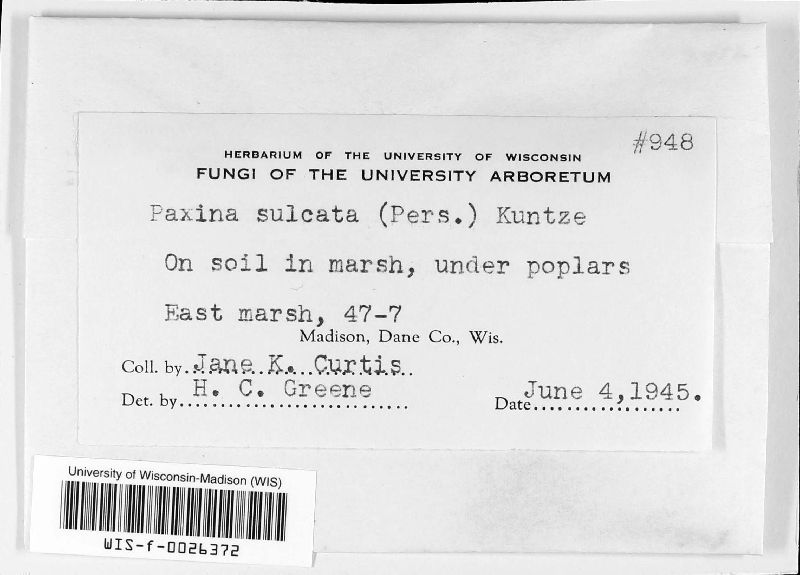 #948
HERBARIUM OF THE UNIVERSITY OF WISCONSIN
FUNGI OF THE UNIVERSITY ARBORETUM
Paxina sulcata (Pers.) Kuntze
On soil in marsh, under poplars
East marsh, 47-7
Madison, Dane Co., Wis.
Coll. by Jane K. Curtis
Det. by H. C. Greene
Date June 4,1945.
University of Wisconsin-Madison (WIS)
WIS-f-0026372